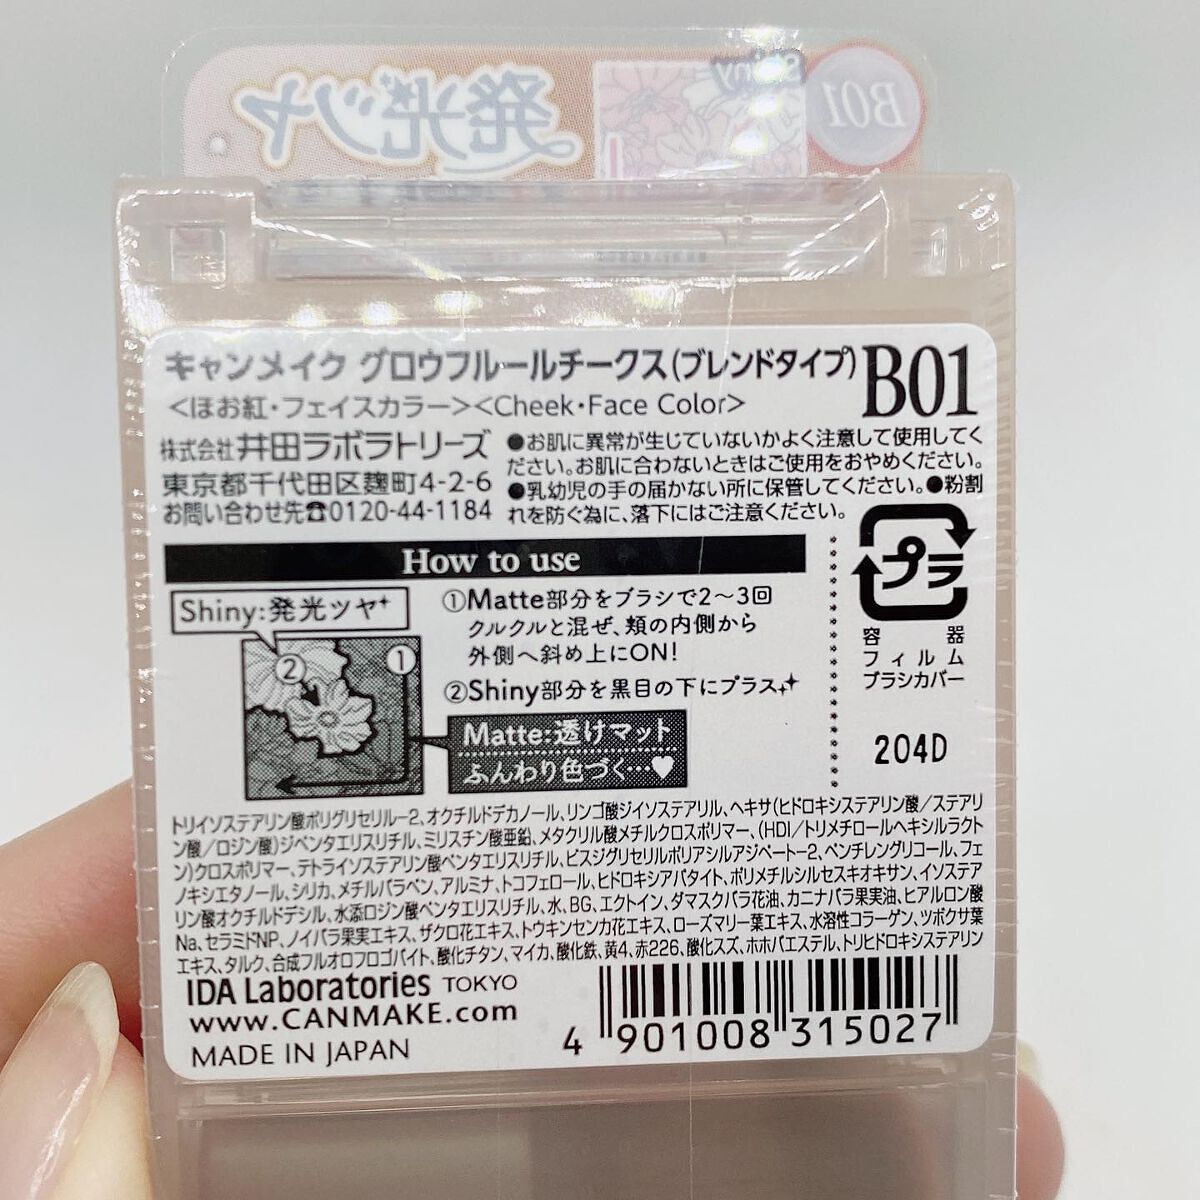 B01
Shiny
発光ツヤ
キャンメイク グロウフルールチークス(ブレンドタイプ) B01
<ほお紅・フェイスカラー><Cheek・Face Color>
株式会社 井田ラボラトリーズ
東京都千代田区麹町4-2-6
お問い合わせ先☎0120-44-1184
●お肌に異常が生じていないかよく注意して使用してく
ださい。お肌に合わないときはご使用をおやめください。
●乳幼児の手の届かない所に保管してください。●粉割
れを防ぐ為に、落下にはご注意ください。
How to use
Shiny:発光ツヤ
② ①
①Matte部分をブラシで2〜3回
クルクルと混ぜ、頬の内側から
外側へ斜め上にON!
②Shiny部分を黒目の下にプラス
Matte:透けマット
ふんわり色づく…♥
プラ
容器
フィルム
ブラシカバー
204D
トリイソステアリン酸ポリグリセリル-2、オクチルドデカノール、リンゴ酸ジイソステアリル、ヘキサ(ヒドロキシステアリン酸/ステアリ
ン酸/ロジン酸)ジペンタエリスリチル、ミリスチン酸亜鉛、メタクリル酸メチルクロスポリマー、(HDI/トリメチロールヘキシルラクト
ン)クロスポリマー、テトライソステアリン酸ペンタエリスリチル、ビスジグリセリルポリアシルアジペート-2、ペンチレングリコール、フェ
ノキシエタノール、シリカ、メチルパラベン、アルミナ、トコフェロール、ヒドロキシアパタイト、ポリメチルシルセスキオキサン、イソステア
リン酸オクチルドデシル、水添ロジン酸ペンタエリスリチル、水、BG、エクトイン、ダマスクバラ花油、カニナバラ果実油、ヒアルロン酸
Na、セラミドNP、ノイバラ果実エキス、ザクロ花エキス、トウキンセンカ花エキス、ローズマリー葉エキス、水溶性コラーゲン、ツボクサ葉
エキス、タルク、合成フルオロフロゴパイト、酸化チタン、マイカ、酸化鉄、黄4、赤226、酸化スズ、ホホバエステル、トリヒドロキシステアリン
IDA Laboratories TOKYO
www.CANMAKE.com
MADE IN JAPAN
4 901008 315027